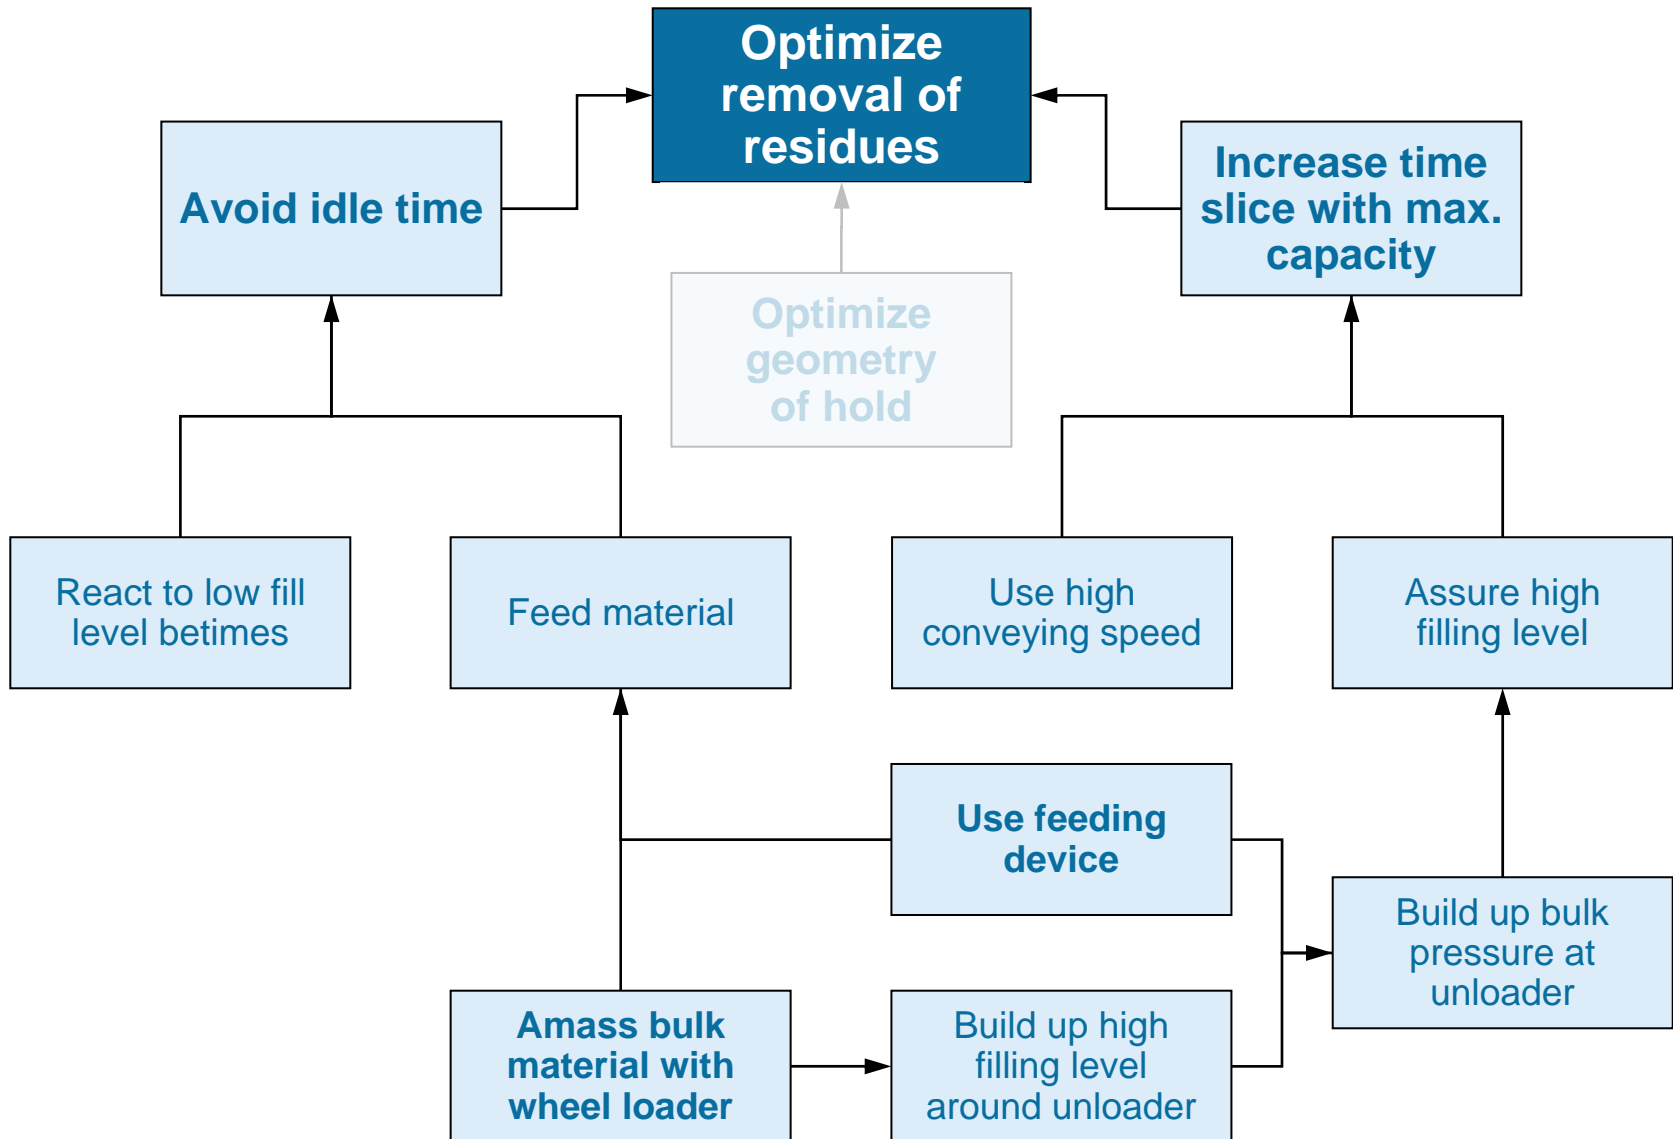 Optimize
removal of
residues
Avoid idle time
Increase time
slice with max.
capacity
Optimize
geometry
of hold
React to low fill
level betimes
Feed material
Use high
conveying speed
Assure high
filling level
Use feeding
device
Build up bulk
pressure at
unloader
Amass bulk
material with
wheel loader
Build up high
filling level
around unloader